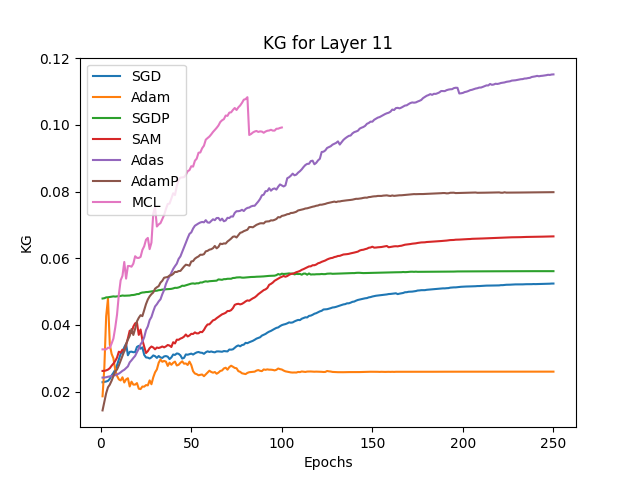 KG for Layer 11
0.12
0.10
0.08
0.06
0.04
0.02
KG
SGD
Adam
SGDP
SAM
Adas
AdamP
MCL
0 50 100 150 200 250
Epochs